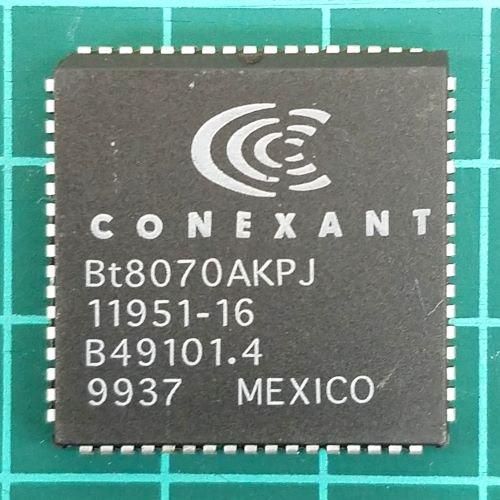 CONEXANT
Bt8070AKPJ
11951-16
B49101.4
9937 MEXICO